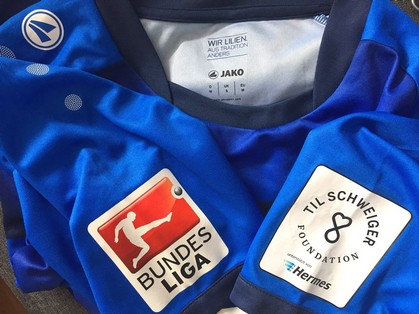 WIR LILIEN.
AUS TRADITION
ANDERS
JAKO
BUNDES
LIGA
TIL SCHWEIGER
FOUNDATION
Hermes